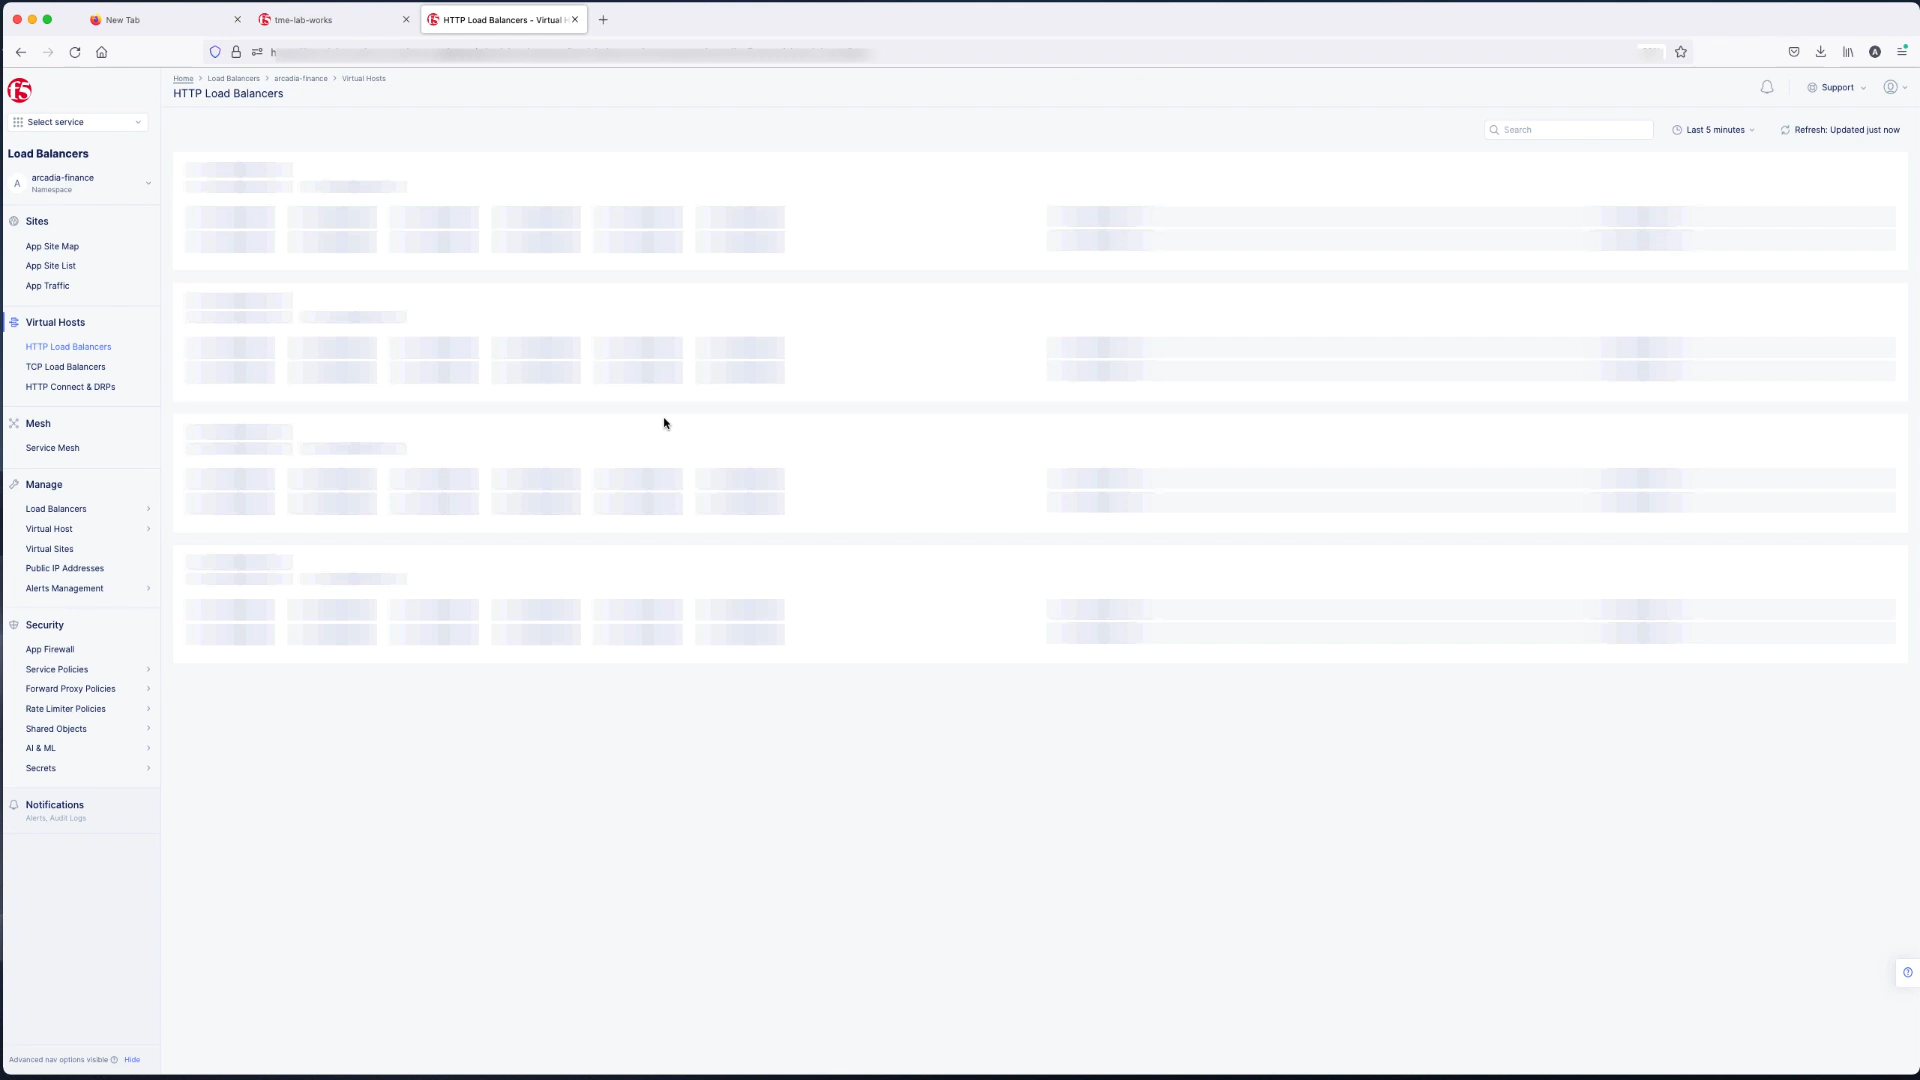 New Tab
tme-lab-works
HTTP Load Balancers - Virtual H
Home > Load Balancers > arcadia-finance > Virtual Hosts
HTTP Load Balancers
Support
f5
Select service
Search
Last 5 minutes
Refresh: Updated just now
Load Balancers
A
arcadia-finance
Namespace
Sites
App Site Map
App Site List
App Traffic
Virtual Hosts
HTTP Load Balancers
TCP Load Balancers
HTTP Connect & DRPs
Mesh
Service Mesh
Manage
Load Balancers
Virtual Host
Virtual Sites
Public IP Addresses
Alerts Management
Security
App Firewall
Service Policies
Forward Proxy Policies
Rate Limiter Policies
Shared Objects
AI & ML
Secrets
Notifications
Alerts, Audit Logs
Advanced nav options visible Hide